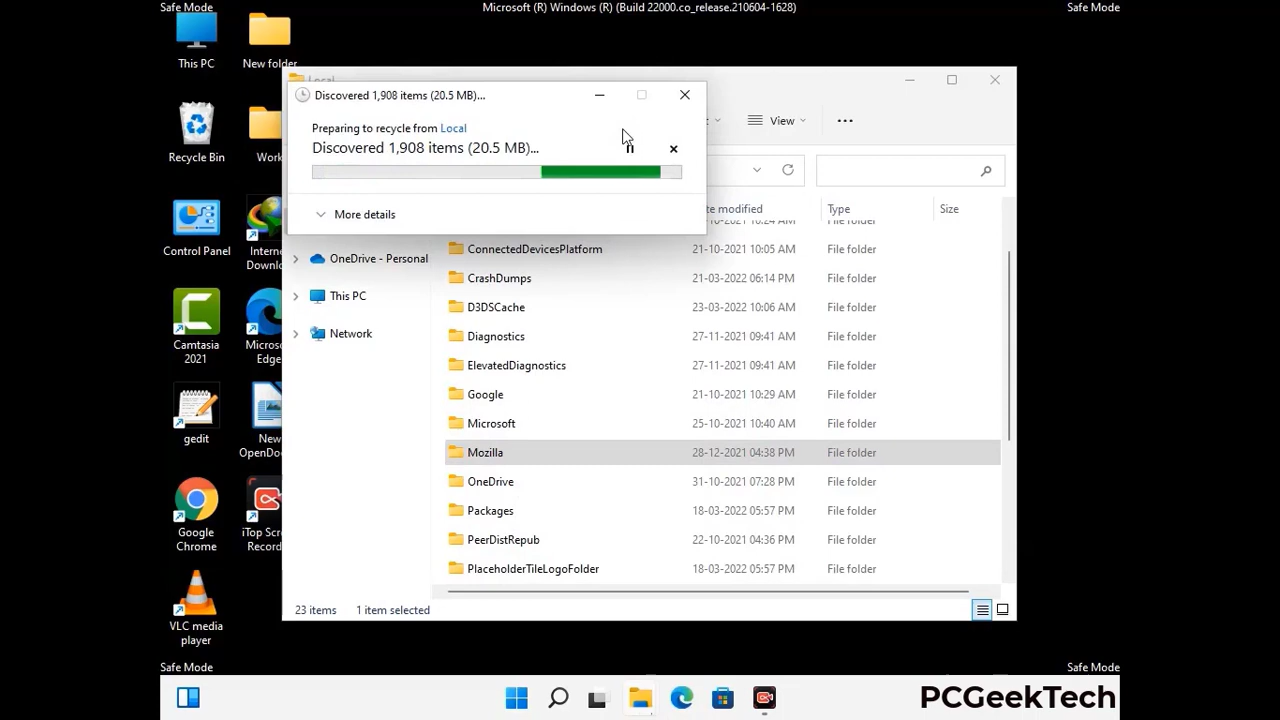 Safe Mode
Microsoft (R) Windows (R) (Build 22000.co_release.210604-1628)
Safe Mode
This PC
New folder
Recycle Bin
Work
Control Panel
Internet
Downlo
Camtasia
2021
Micros
Edge
gedit
New
OpenDoc
Google
Chrome
iTop Scr
Record
VLC media
player
Local
Discovered 1,908 items (20.5 MB)...
Preparing to recycle from Local
Discovered 1,908 items (20.5 MB)...
More details
View
te modified
Type
Size
File folder
OneDrive - Personal
This PC
Network
ConnectedDevicesPlatform 21-10-2021 10:05 AM File folder
CrashDumps 21-03-2022 06:14 PM File folder
D3DSCache 23-03-2022 10:06 AM File folder
Diagnostics 27-11-2021 09:41 AM File folder
ElevatedDiagnostics 27-11-2021 09:41 AM File folder
Google 21-10-2021 10:29 AM File folder
Microsoft 25-10-2021 10:40 AM File folder
Mozilla 28-12-2021 04:38 PM File folder
OneDrive 31-10-2021 07:28 PM File folder
Packages 18-03-2022 05:57 PM File folder
PeerDistRepub 22-10-2021 04:36 PM File folder
PlaceholderTileLogoFolder 18-03-2022 05:57 PM File folder
23 items
1 item selected
Safe Mode
Safe Mode
PCGeekTech